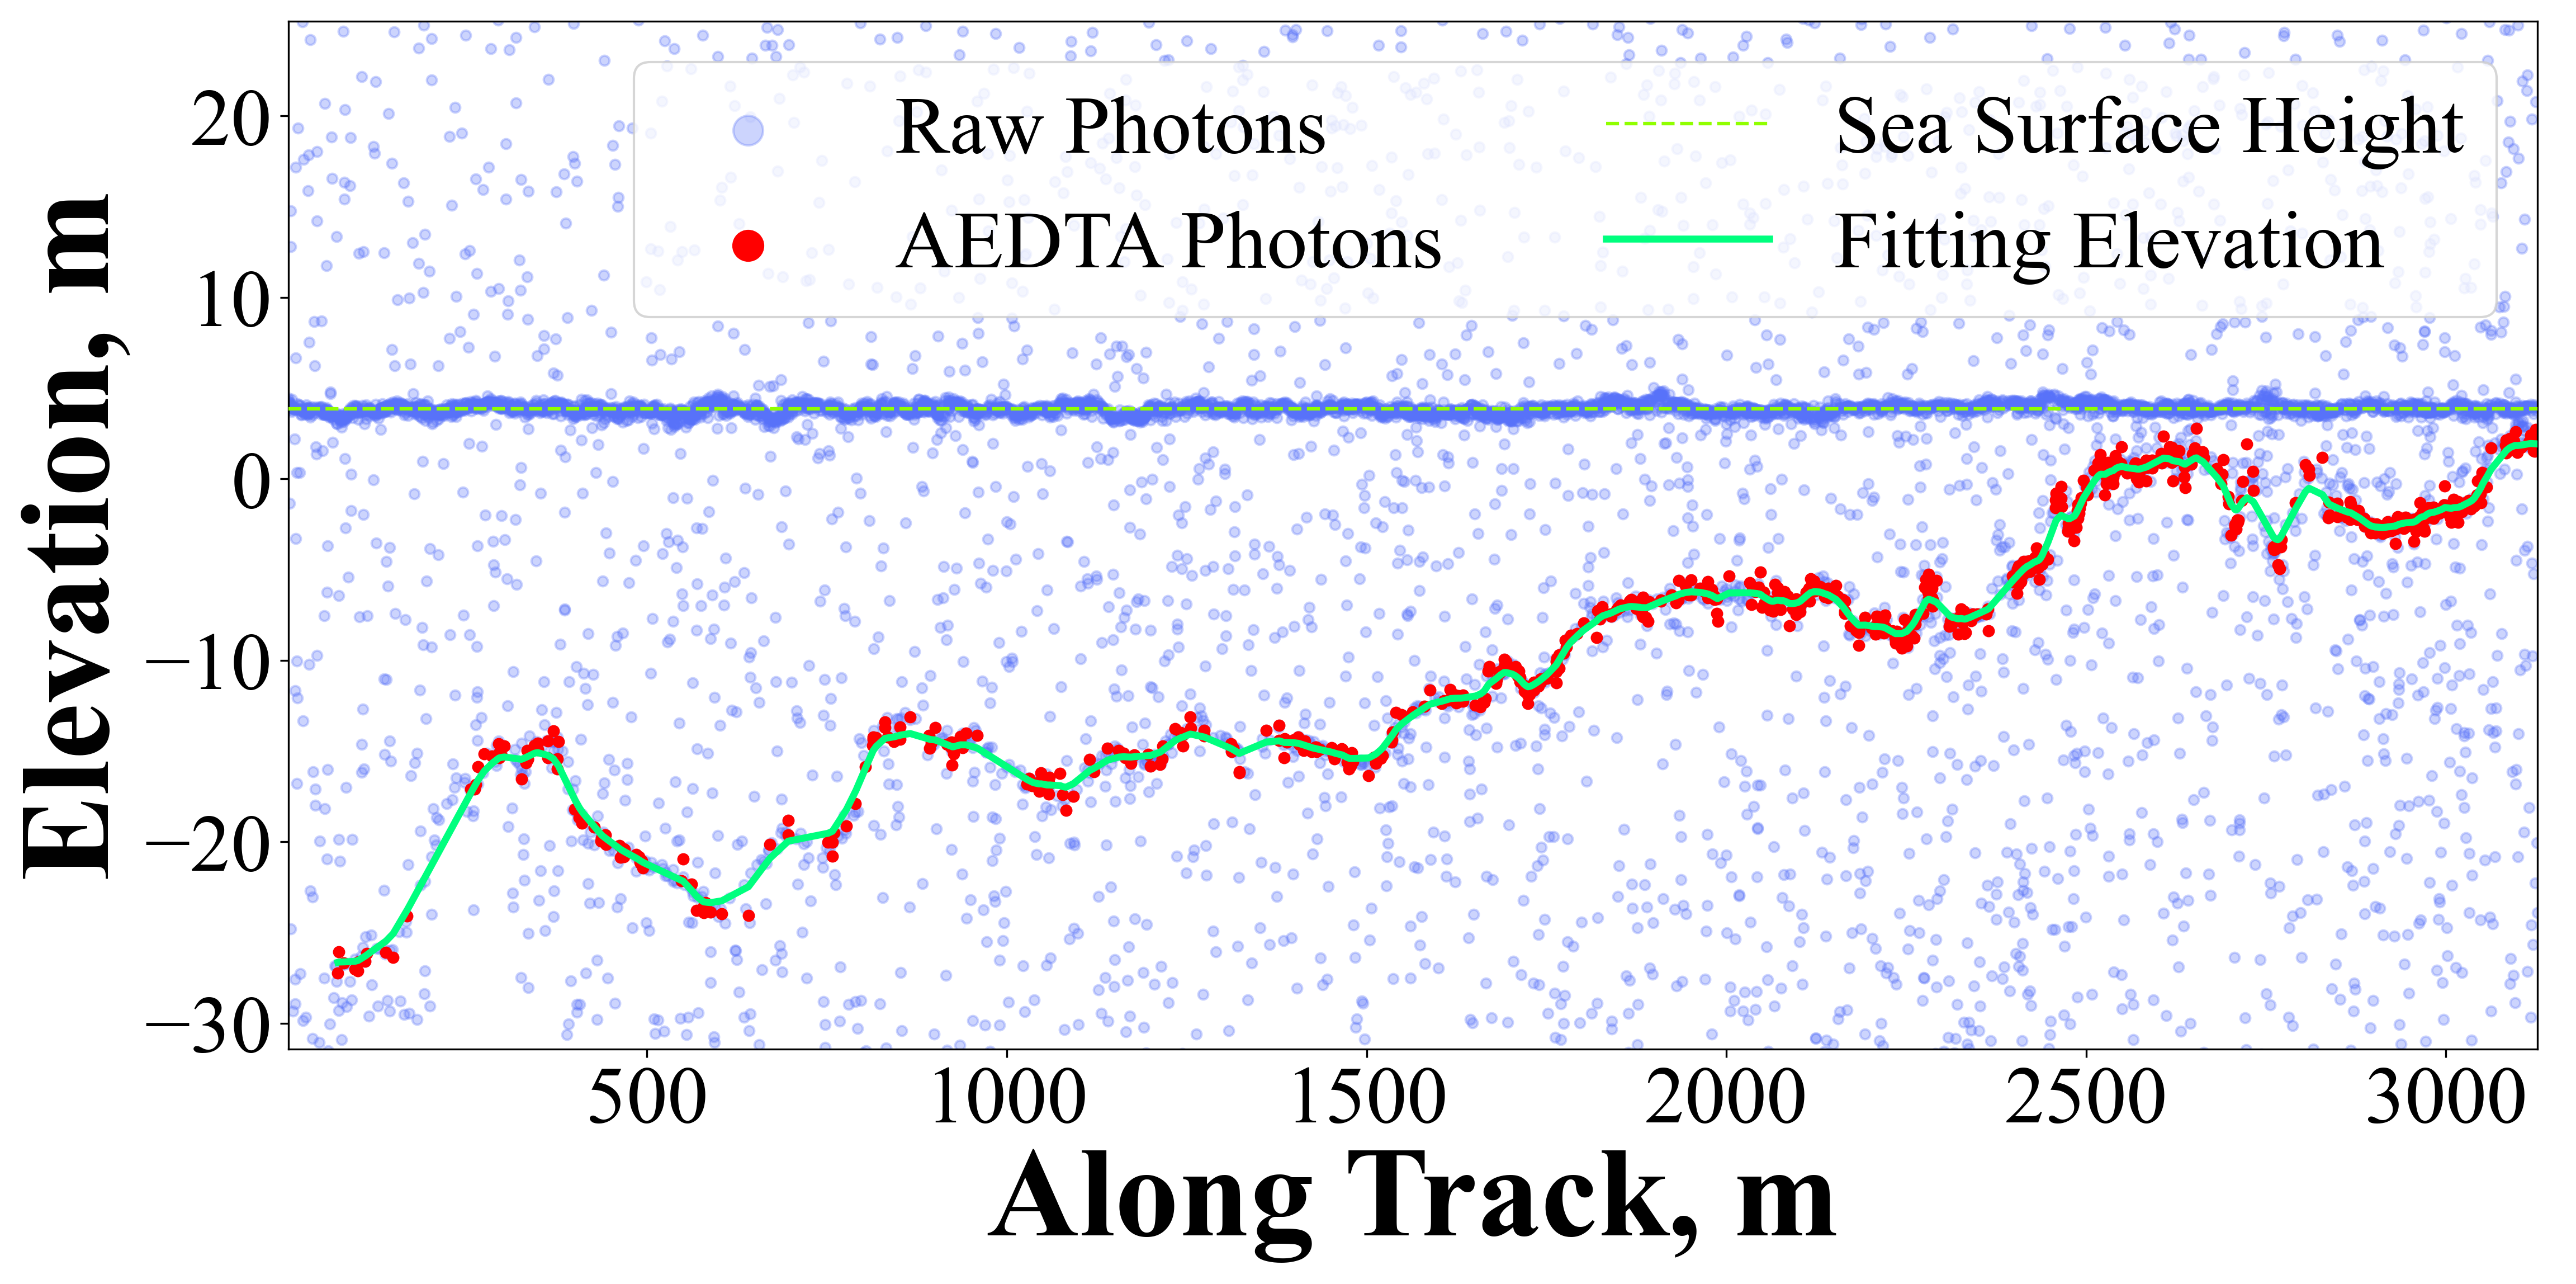 Raw Photons
AEDTA Photons
Sea Surface Height
Fitting Elevation
Elevation, m
20
10
0
−10
−20
−30
500
1000
1500
2000
2500
3000
Along Track, m